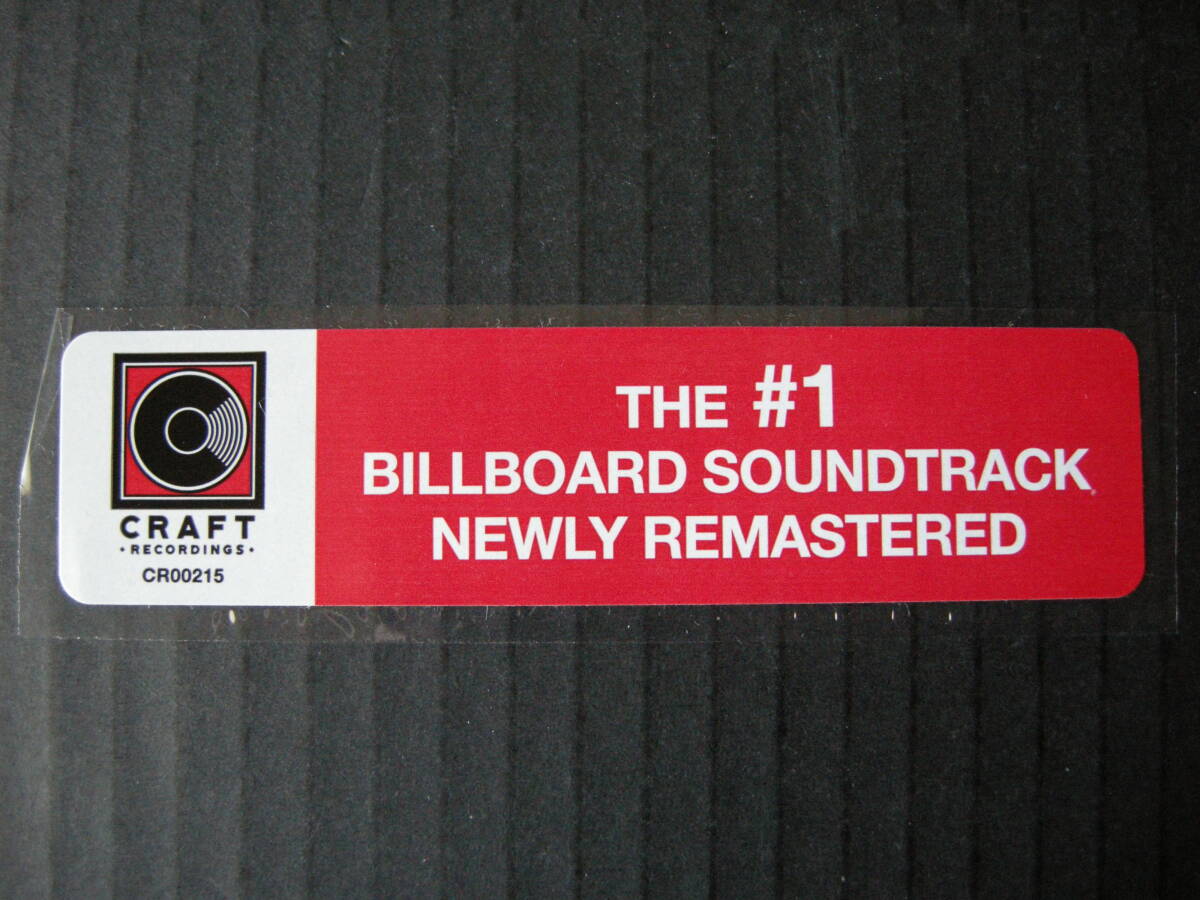 CRAFT
· RECORDINGS ·
CR00215
THE #1
BILLBOARD SOUNDTRACK
NEWLY REMASTERED